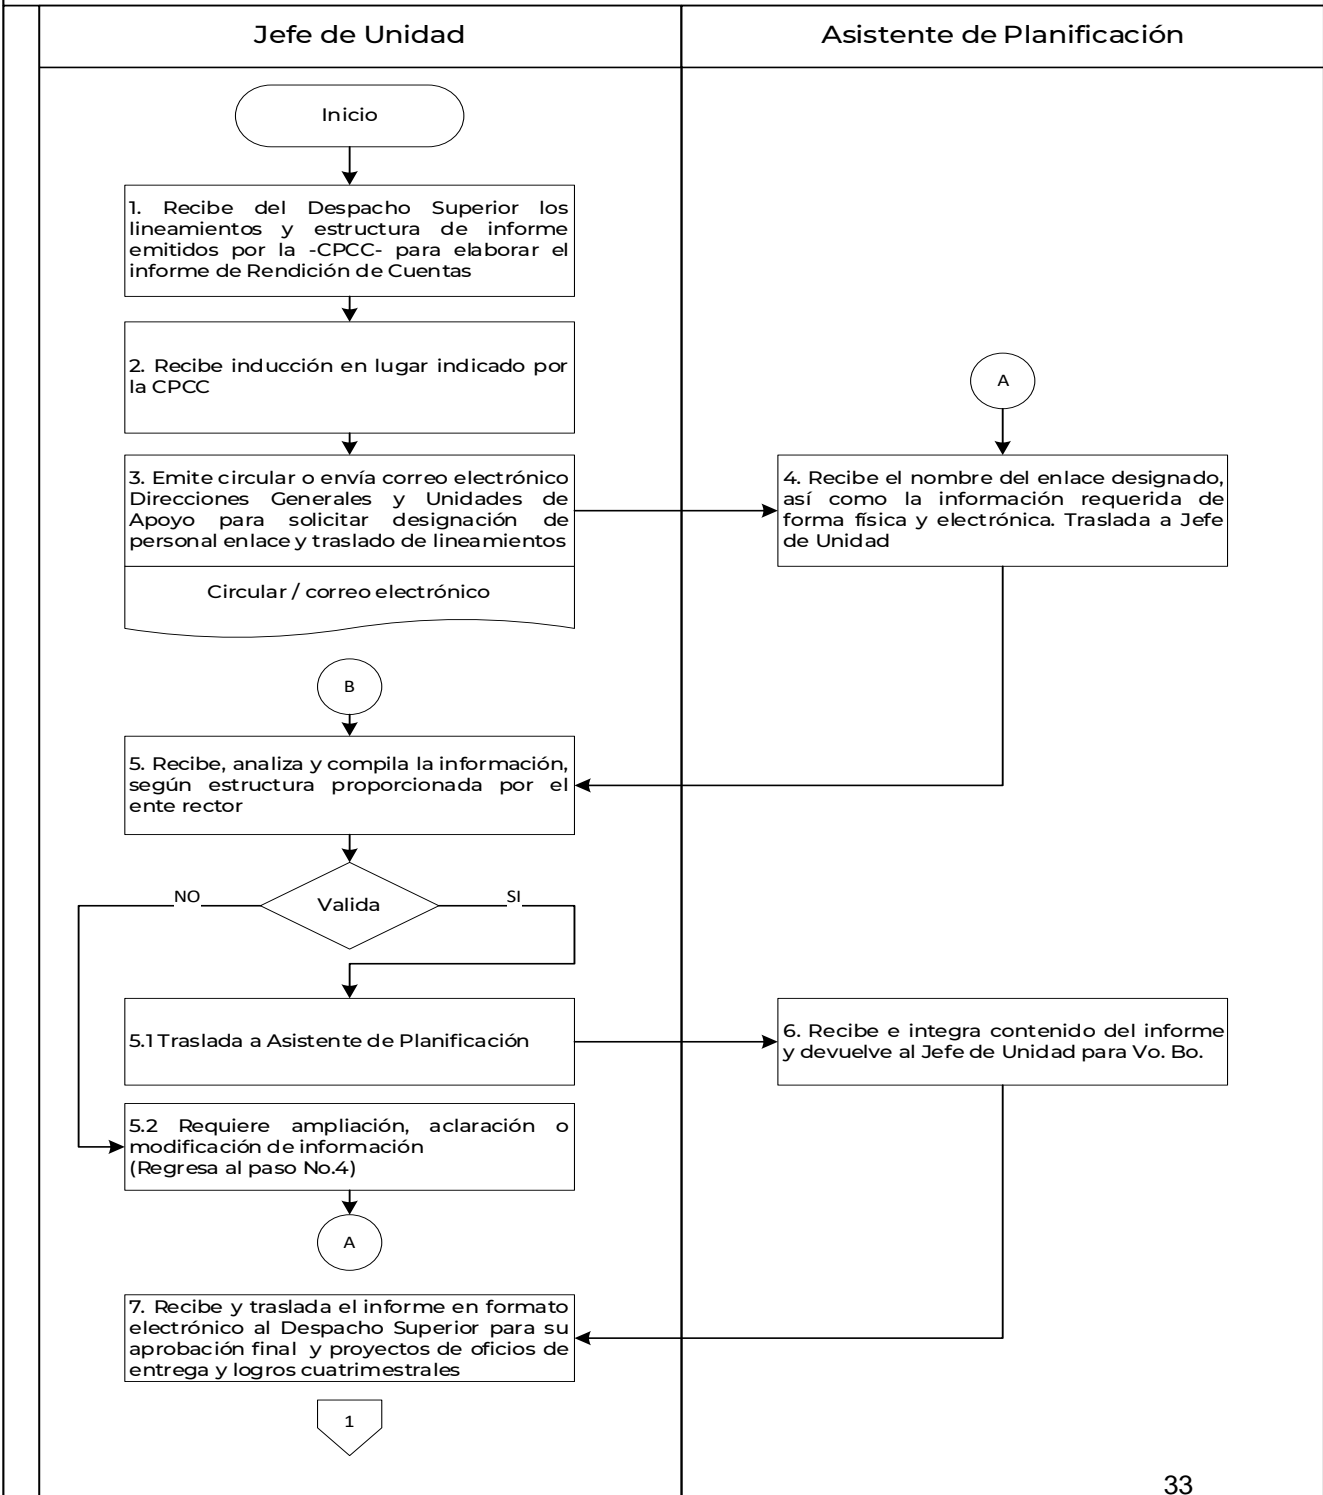 Jefe de Unidad
Asistente de Planificación
Inicio
1. Recibe del Despacho Superior los
lineamientos y estructura de informe
emitidos por la -CPCC- para elaborar el
informe de Rendición de Cuentas
2. Recibe inducción en lugar indicado por
la CPCC
A
3. Emite circular o envía correo electrónico
Direcciones Generales y Unidades de
Apoyo para solicitar designación de
personal enlace y traslado de lineamientos
Circular / correo electrónico
4. Recibe el nombre del enlace designado,
así como la información requerida de
forma física y electrónica. Traslada a Jefe
de Unidad
B
5. Recibe, analiza y compila la información,
según estructura proporcionada por el
ente rector
NO
Valida
SI
5.1 Traslada a Asistente de Planificación
6. Recibe e integra contenido del informe
y devuelve al Jefe de Unidad para Vo. Bo.
5.2 Requiere ampliación, aclaración o
modificación de información
(Regresa al paso No.4)
A
7. Recibe y traslada el informe en formato
electrónico al Despacho Superior para su
aprobación final y proyectos de oficios de
entrega y logros cuatrimestrales
1
33